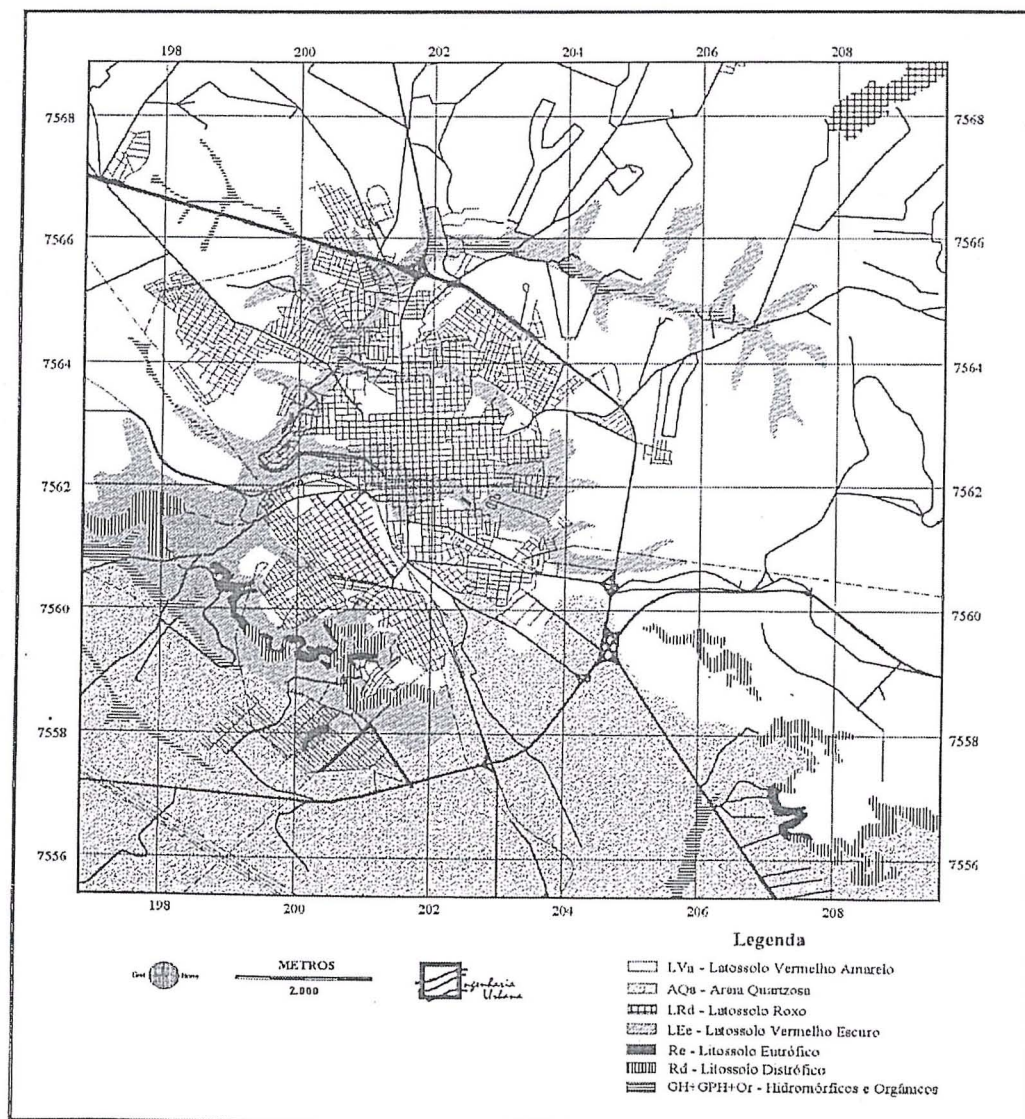 198 200 202 204 206 208
7568 7568
7566 7566
7564 7564
7562 7562
7560 7560
7558 7558
7556 7556
198 200 202 204 206 208
Legenda
METROS
2.000
Engenharia
Urbana
LVa - Latossolo Vermelho Amarelo
AQa - Areia Quartzosa
LRd - Latossolo Roxo
LEe - Latossolo Vermelho Escuro
Re - Litossolo Eutrófico
Rd - Litossolo Distrófico
GH+GPH+Or - Hidromórficos e Orgânicos